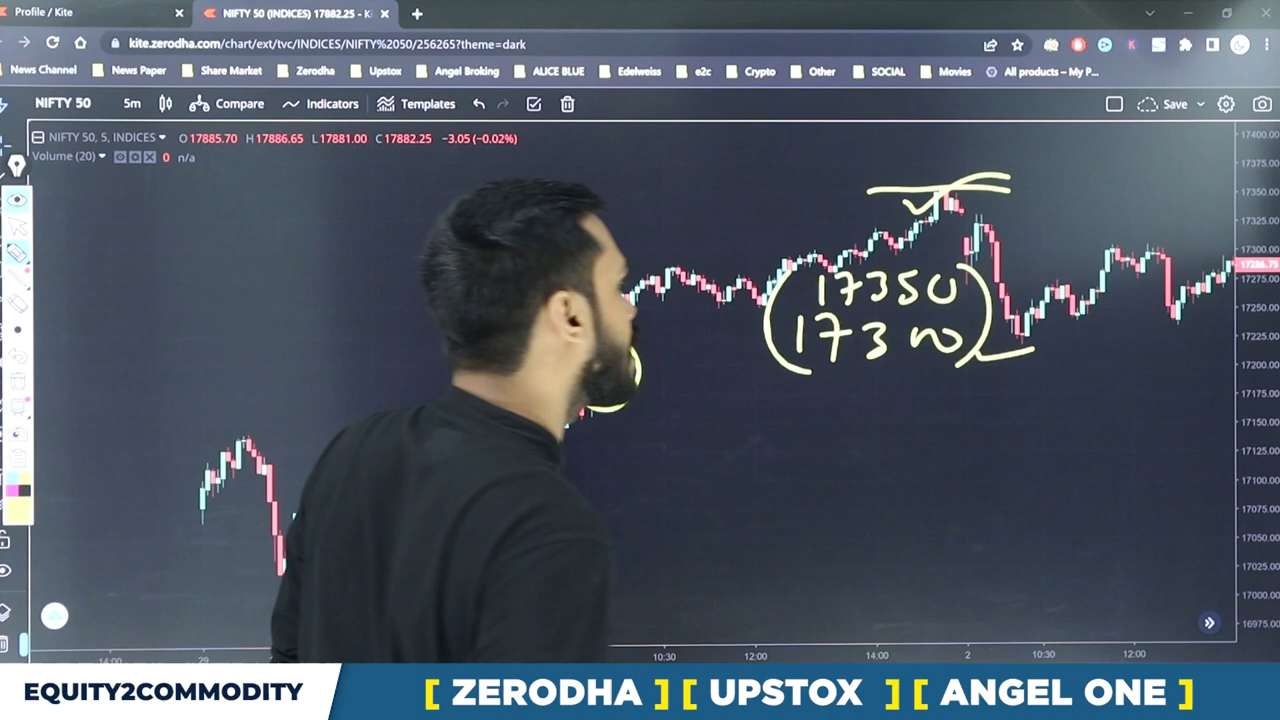 Profile / Kite
NIFTY 50 (INDICES) 17882.25 - Ki
kite.zerodha.com/chart/ext/tvc/INDICES/NIFTY%2050/256265?theme=dark
News Channel News Paper Share Market Zerodha Upstox Angel Broking ALICE BLUE Edelweiss e2c Crypto Other SOCIAL Movies All products – My P...
NIFTY 50 5m Compare Indicators Templates Save
NIFTY 50, 5, INDICES O17885.70 H17886.65 L17881.00 C17882.25 −3.05 (−0.02%)
Volume (20) 0 n/a
17400.00
17375.00
17350.00
17325.00
17300.00
17286.75
17275.00
17250.00
17225.00
17200.00
17175.00
17150.00
17125.00
17100.00
17075.00
17050.00
17025.00
17000.00
16975.00
17350
17300
14:00 29 10:30 12:00 14:00 2 10:30 12:00
EQUITY2COMMODITY
[ ZERODHA ] [ UPSTOX ] [ ANGEL ONE ]